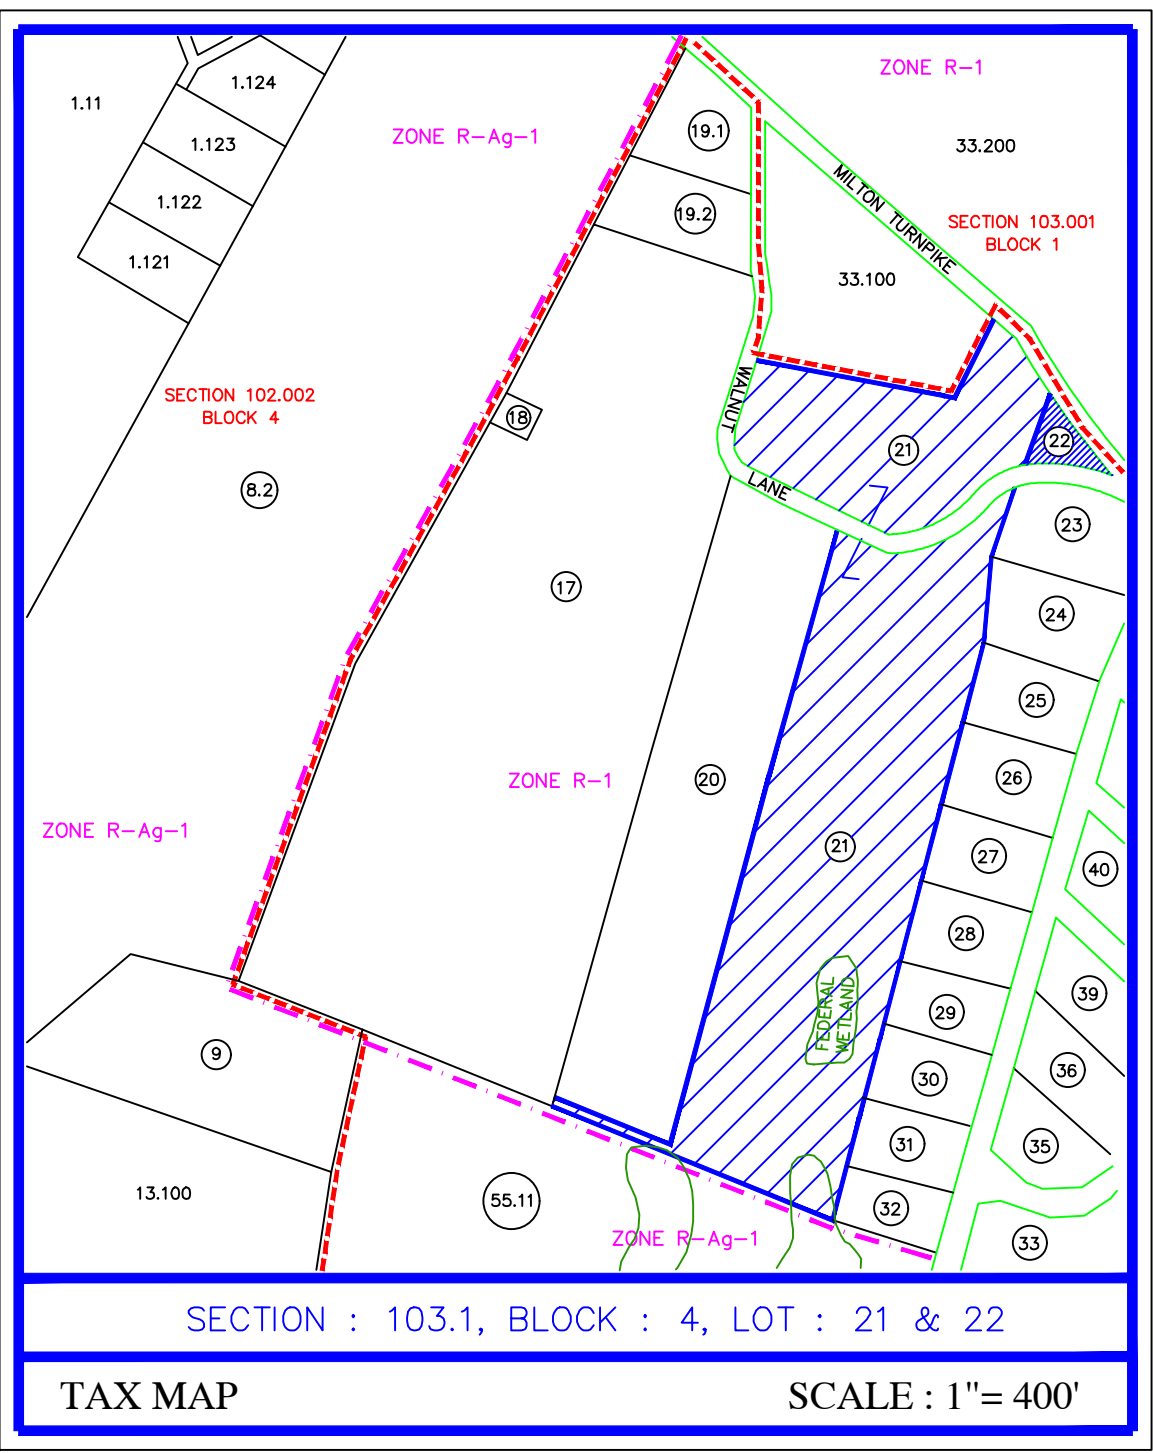 1.124
1.11
1.123
1.122
1.121
ZONE R-Ag-1
ZONE R-1
33.200
19.1
19.2
MILTON TURNPIKE
SECTION 103.001
BLOCK 1
33.100
SECTION 102.002
BLOCK 4
WALNUT
LANE
18
21
22
8.2
23
17
24
25
26
20
ZONE R-1
ZONE R-Ag-1
21
27
40
28
FEDERAL
WETLAND
39
29
9
36
30
31
35
13.100
55.11
32
ZONE R-Ag-1
33
SECTION : 103.1, BLOCK : 4, LOT : 21 & 22
TAX MAP
SCALE : 1"= 400'